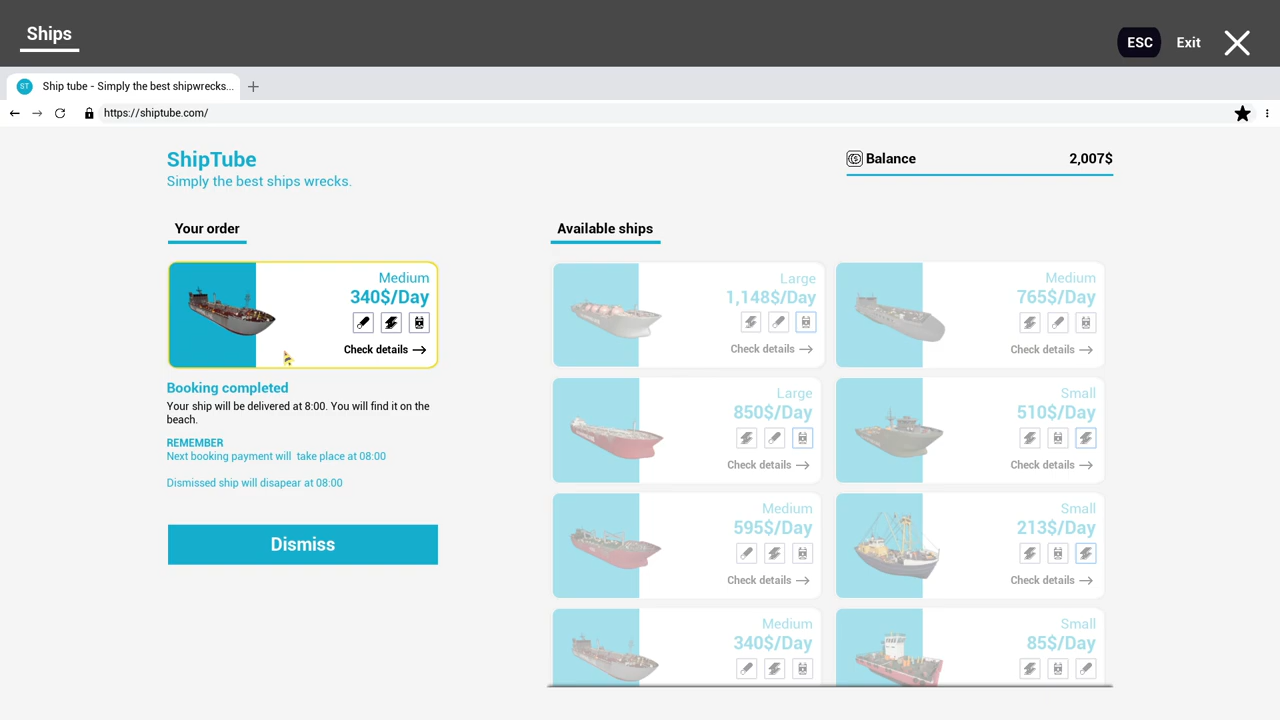 Ships
ESC Exit
ST Ship tube - Simply the best shipwrecks...
https://shiptube.com/
ShipTube
Simply the best ships wrecks.
Balance 2,007$
Your order
Medium
340$/Day
Check details
Booking completed
Your ship will be delivered at 8:00. You will find it on the
beach.
REMEMBER
Next booking payment will take place at 08:00
Dismissed ship will disapear at 08:00
Dismiss
Available ships
Large
1,148$/Day
Check details
Medium
765$/Day
Check details
Large
850$/Day
Check details
Small
510$/Day
Check details
Medium
595$/Day
Check details
Small
213$/Day
Check details
Medium
340$/Day
Small
85$/Day